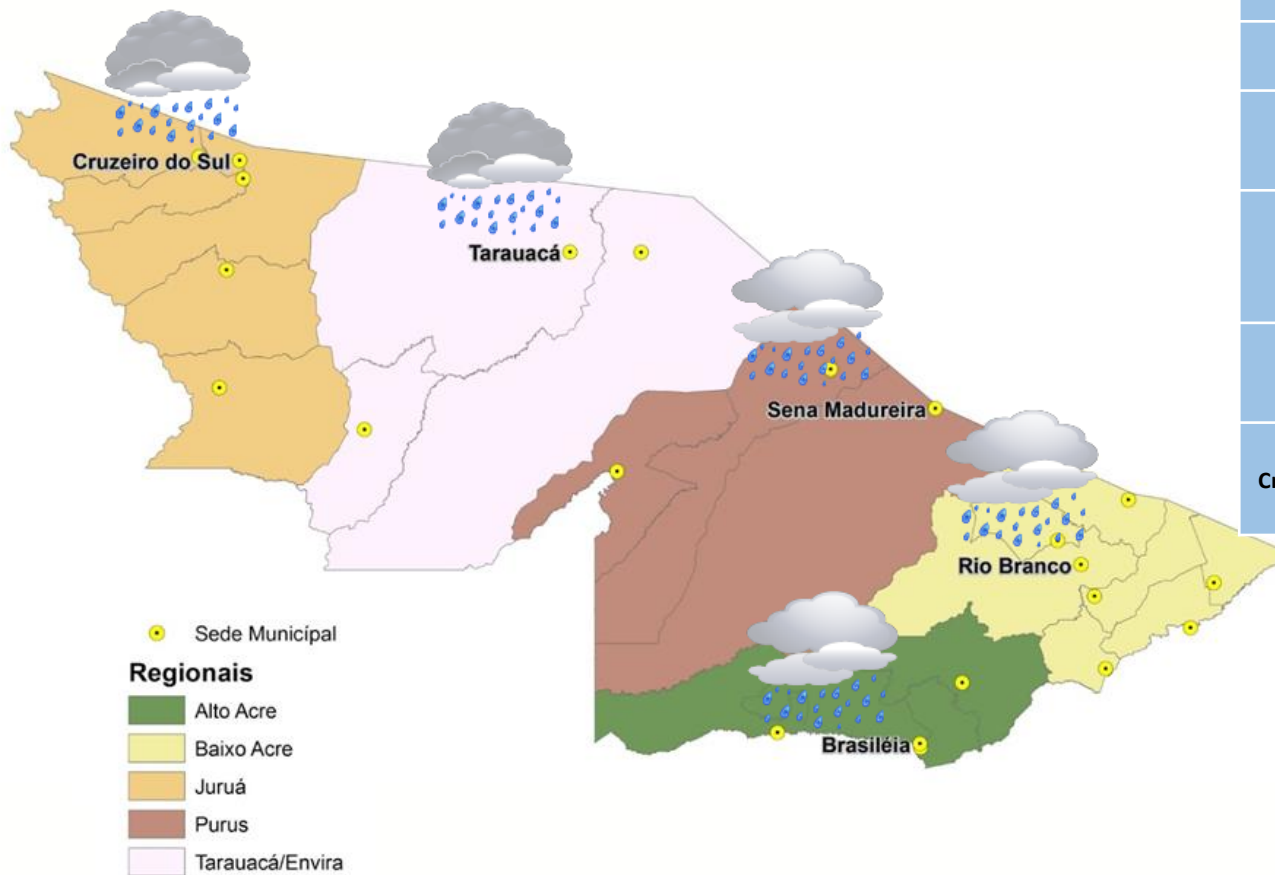 Cruzeiro do Sul
Tarauacá
Sena Madureira
Rio Branco
Brasiléia
Sede Municípal
Regionais
Alto Acre
Baixo Acre
Juruá
Purus
Tarauacá/Envira